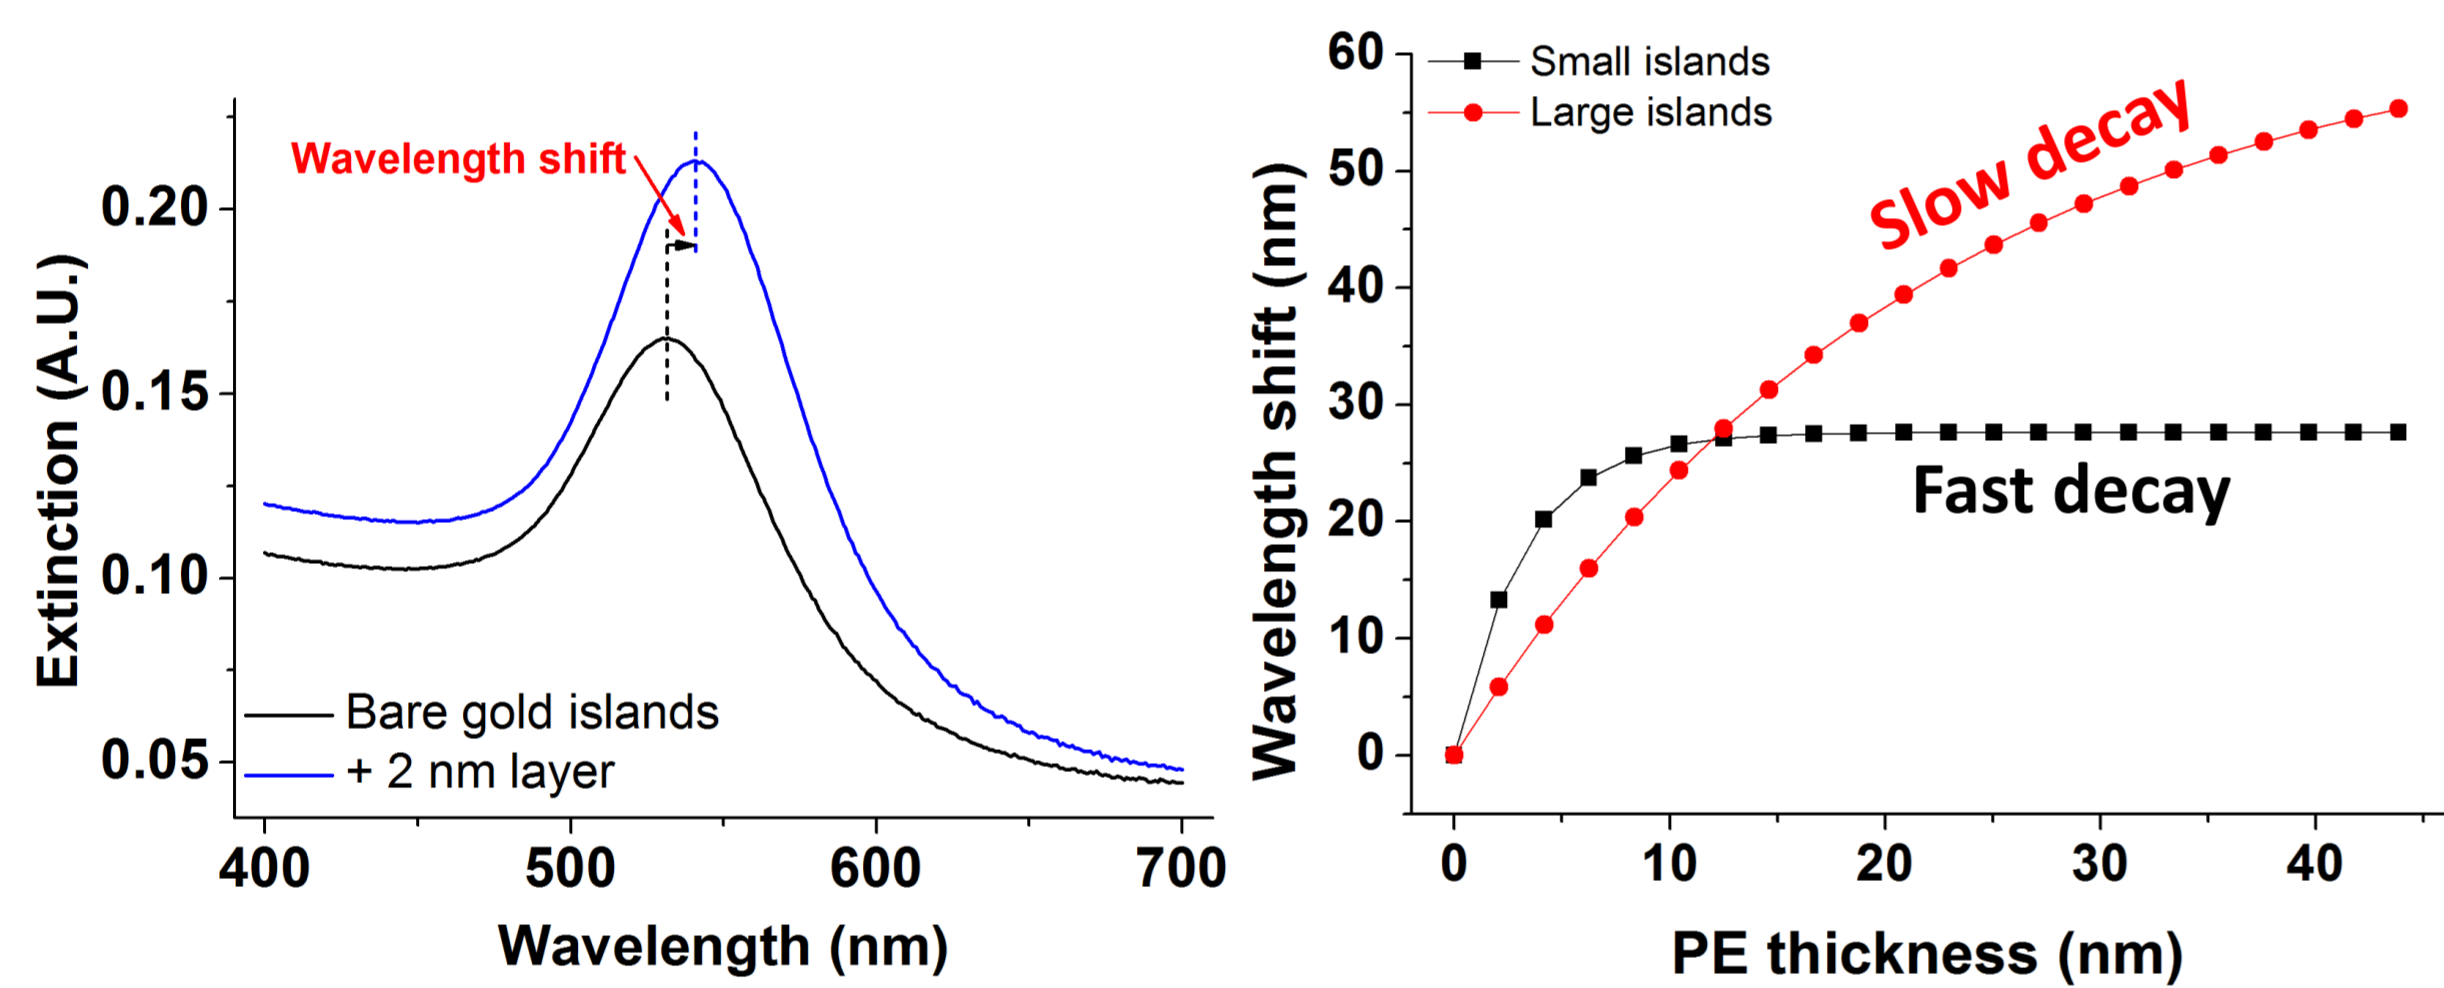 Wavelength shift
Extinction (A.U.)
0.20
0.15
0.10
0.05
Bare gold islands
+ 2 nm layer
400 500 600 700
Wavelength (nm)
Small islands
Large islands
Slow decay
Fast decay
Wavelength shift (nm)
60
50
40
30
20
10
0
0 10 20 30 40
PE thickness (nm)